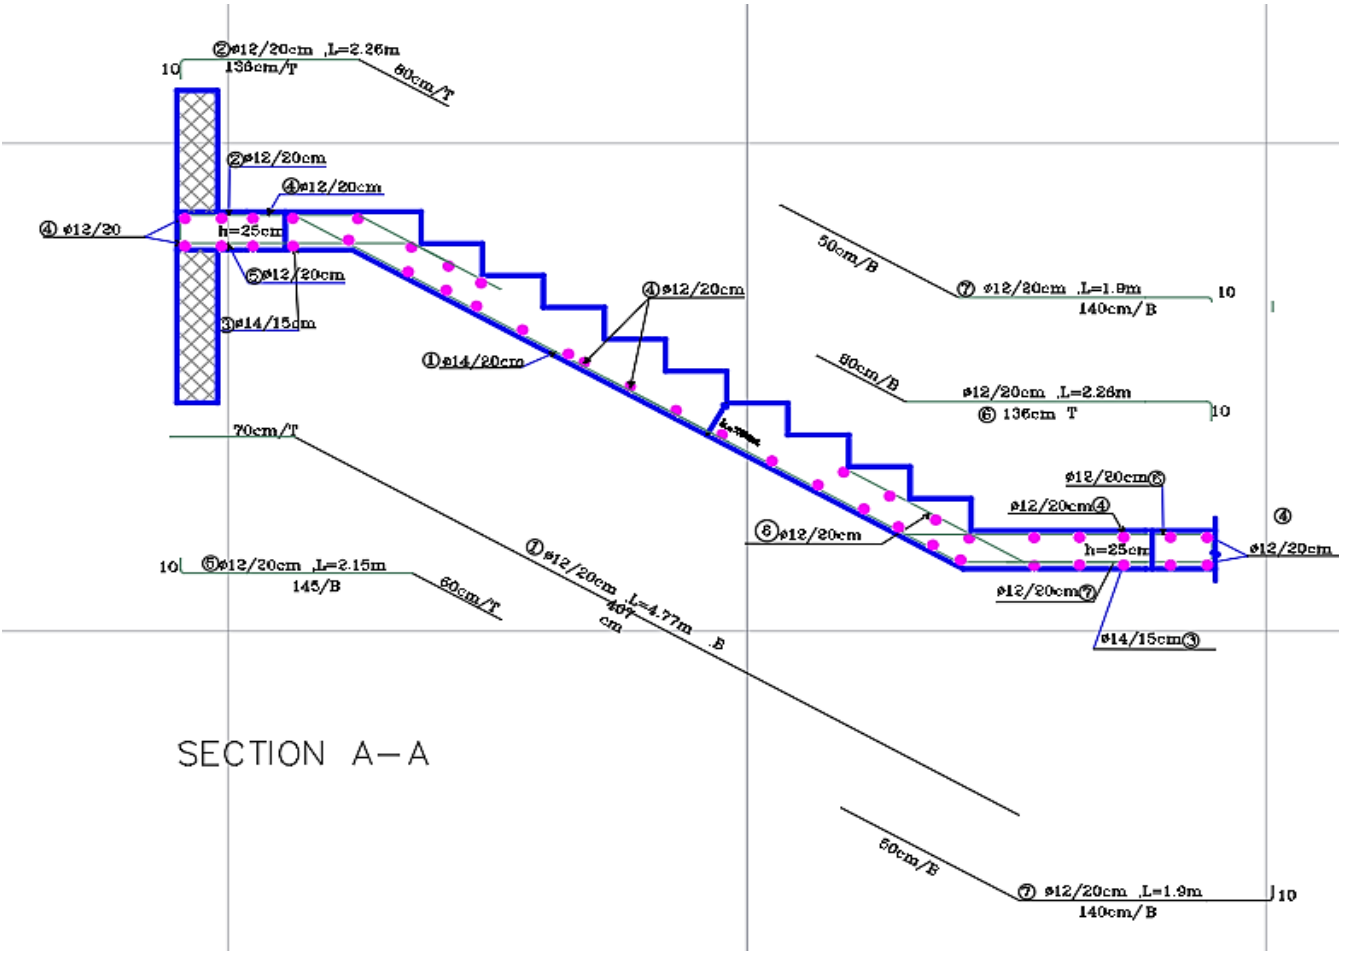 ②ø12/20cm ,L=2.26m
10
136cm/T
80cm/T
②ø12/20cm
④ø12/20cm
④ ø12/20
h=25cm
⑤ø12/20cm
③ø14/15cm
①ø14/20cm
④ø12/20cm
50cm/B
⑦ ø12/20cm ,L=1.9m
10
140cm/B
80cm/B
ø12/20cm ,L=2.26m
10
⑥ 136cm T
70cm/T
①ø12/20cm ,L=4.77m .B
407
cm
10
⑤ø12/20cm ,L=2.15m
145/B
60cm/T
⑥ø12/20cm
ø12/20cm⑥
ø12/20cm④
④
h=25cm
ø12/20cm
ø12/20cm⑦
ø14/15cm③
SECTION A-A
50cm/B
⑦ ø12/20cm ,L=1.9m
10
140cm/B